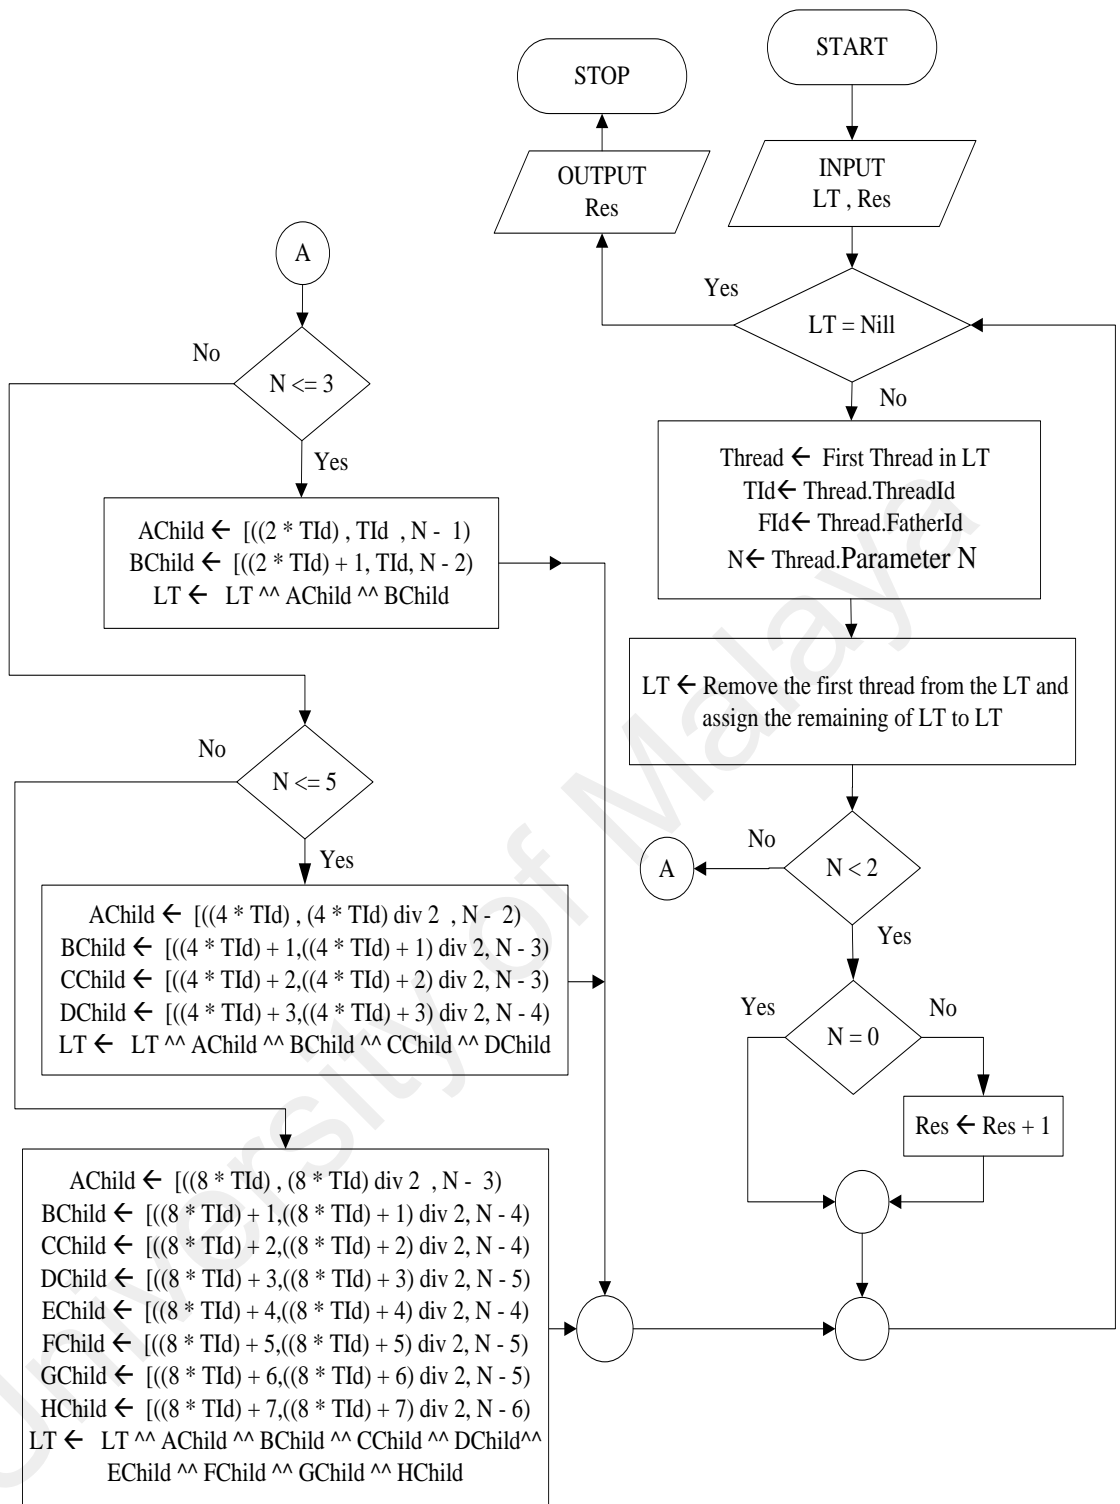 START
STOP
INPUT
LT , Res
OUTPUT
Res
A
Yes
LT = Nill
No
No
N <= 3
Yes
Thread ← First Thread in LT
TId← Thread.ThreadId
FId← Thread.FatherId
N← Thread.Parameter N
AChild ← [((2 * TId) , TId , N - 1)
BChild ← [((2 * TId) + 1, TId, N - 2)
LT ← LT ^^ AChild ^^ BChild
LT ← Remove the first thread from the LT and
assign the remaining of LT to LT
No
N <= 5
Yes
No
A
N < 2
Yes
AChild ← [((4 * TId) , (4 * TId) div 2 , N - 2)
BChild ← [((4 * TId) + 1,((4 * TId) + 1) div 2, N - 3)
CChild ← [((4 * TId) + 2,((4 * TId) + 2) div 2, N - 3)
DChild ← [((4 * TId) + 3,((4 * TId) + 3) div 2, N - 4)
LT ← LT ^^ AChild ^^ BChild ^^ CChild ^^ DChild
Yes
No
N = 0
Res ← Res + 1
AChild ← [((8 * TId) , (8 * TId) div 2 , N - 3)
BChild ← [((8 * TId) + 1,((8 * TId) + 1) div 2, N - 4)
CChild ← [((8 * TId) + 2,((8 * TId) + 2) div 2, N - 4)
DChild ← [((8 * TId) + 3,((8 * TId) + 3) div 2, N - 5)
EChild ← [((8 * TId) + 4,((8 * TId) + 4) div 2, N - 4)
FChild ← [((8 * TId) + 5,((8 * TId) + 5) div 2, N - 5)
GChild ← [((8 * TId) + 6,((8 * TId) + 6) div 2, N - 5)
HChild ← [((8 * TId) + 7,((8 * TId) + 7) div 2, N - 6)
LT ← LT ^^ AChild ^^ BChild ^^ CChild ^^ DChild^^
EChild ^^ FChild ^^ GChild ^^ HChild
University of Malaya